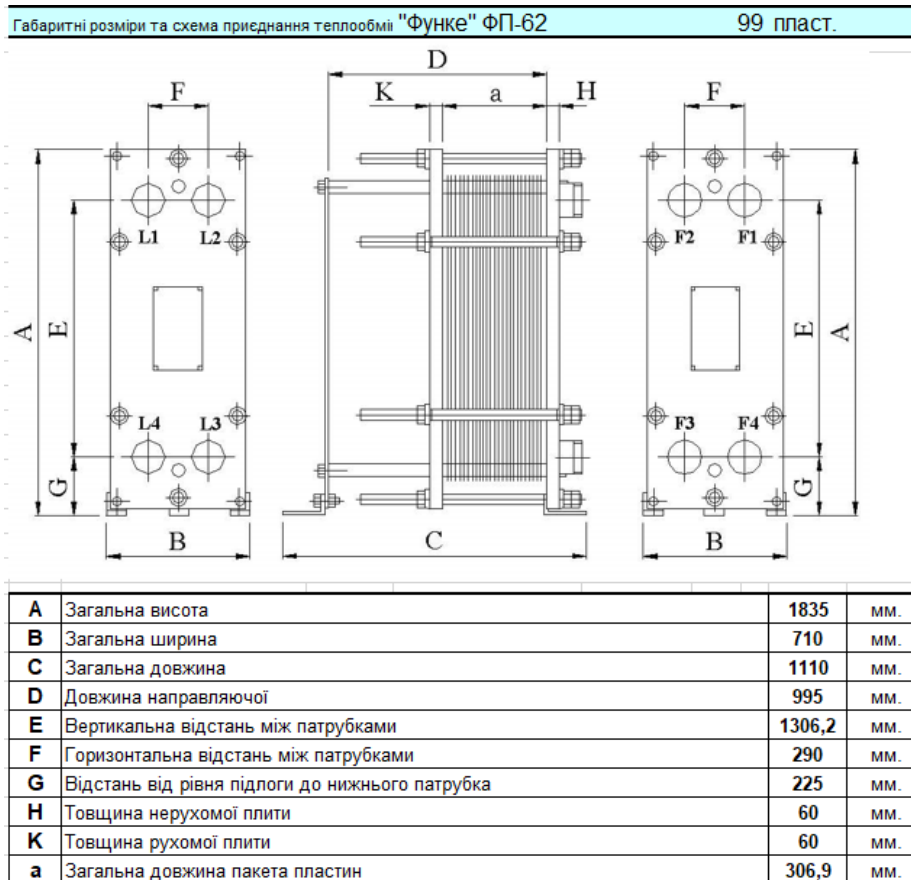 Габаритні розміри та схема приєднання теплообмі "Функе" ФП-62 99 пласт.
D
F K a H F
L1 L2 F2 F1
A E E A
L4 L3 F3 F4
G G
B C B
A Загальна висота 1835 мм.
B Загальна ширина 710 мм.
C Загальна довжина 1110 мм.
D Довжина направляючої 995 мм.
E Вертикальна відстань між патрубками 1306,2 мм.
F Горизонтальна відстань між патрубками 290 мм.
G Відстань від рівня підлоги до нижнього патрубка 225 мм.
H Товщина нерухомої плити 60 мм.
K Товщина рухомої плити 60 мм.
a Загальна довжина пакета пластин 306,9 мм.